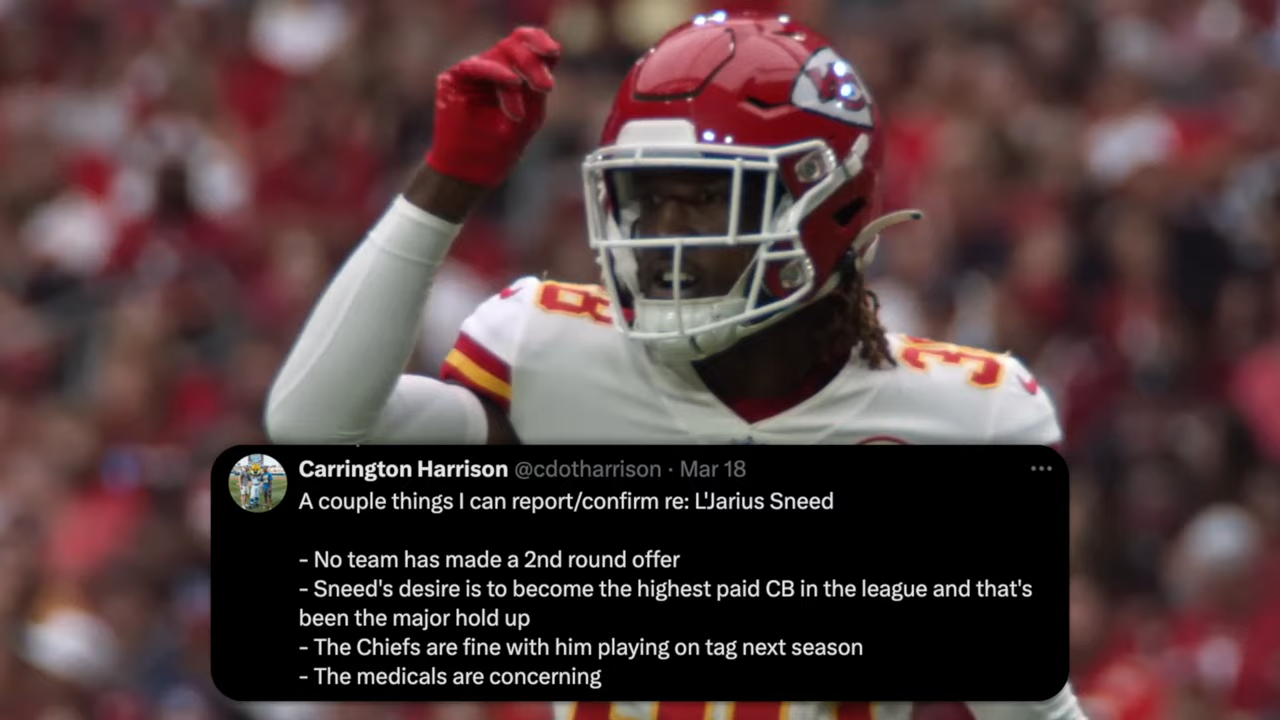 8
38
Carrington Harrison @cdotharrison · Mar 18
A couple things I can report/confirm re: L'Jarius Sneed
- No team has made a 2nd round offer
- Sneed's desire is to become the highest paid CB in the league and that's
been the major hold up
- The Chiefs are fine with him playing on tag next season
- The medicals are concerning